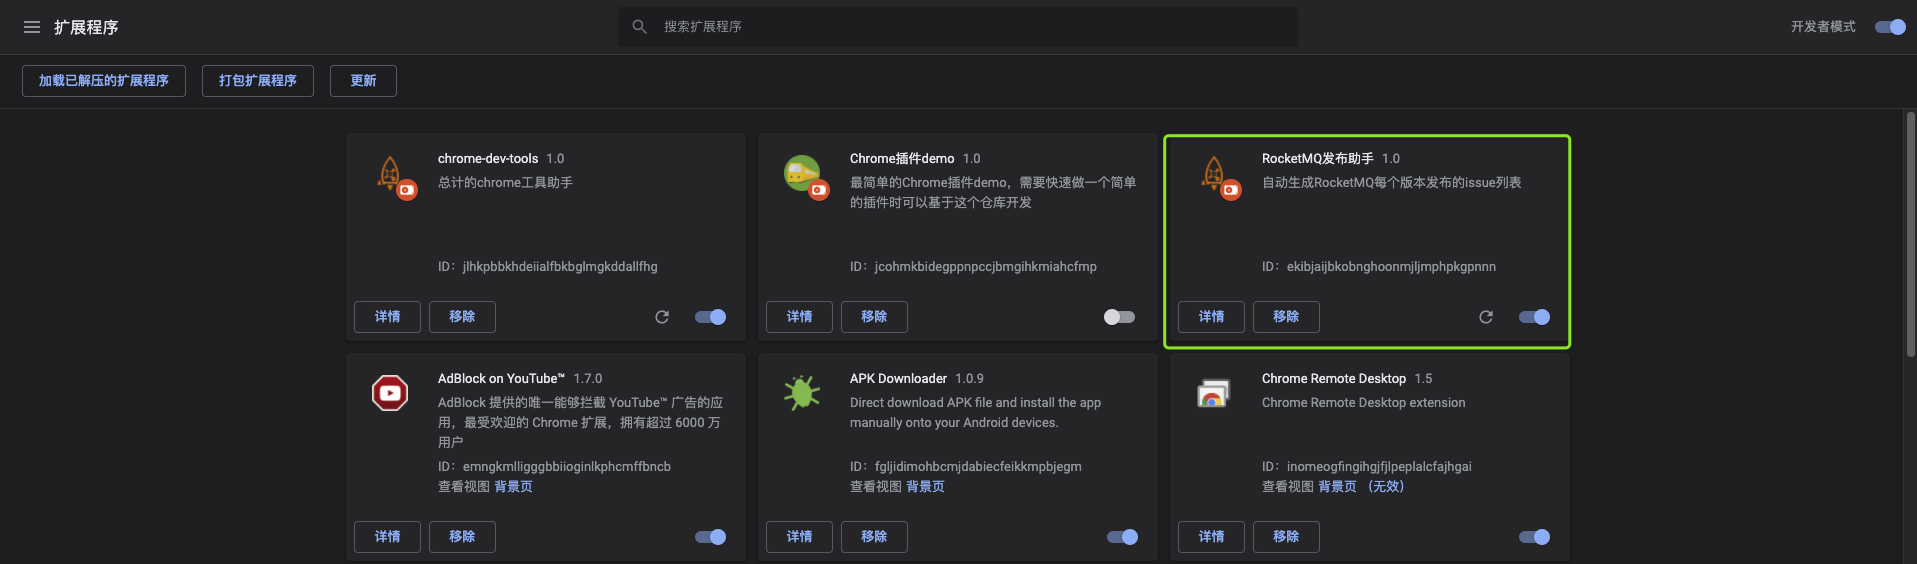 扩展程序
搜索扩展程序
开发者模式
加载已解压的扩展程序
打包扩展程序
更新
chrome-dev-tools 1.0
总计的chrome工具助手
ID：jlhkpbbkhdeiialfbkbglmgkddallfhg
详情
移除
Chrome插件demo 1.0
最简单的Chrome插件demo，需要快速做一个简单
的插件时可以基于这个仓库开发
ID：jcohmkbidegppnpccjbmgihkmiahcfmp
详情
移除
RocketMQ发布助手 1.0
自动生成RocketMQ每个版本发布的issue列表
ID：ekibjaijbkobnghoonmjljmphpkgpnnn
详情
移除
AdBlock on YouTube™ 1.7.0
AdBlock 提供的唯一能够拦截 YouTube™ 广告的应
用，最受欢迎的 Chrome 扩展，拥有超过 6000 万
用户
ID：emngkmlligggbbiioginlkphcmffbncb
查看视图 背景页
详情
移除
APK Downloader 1.0.9
Direct download APK file and install the app
manually onto your Android devices.
ID：fgljidimohbcmjdabiecfeikkmpbjegm
查看视图 背景页
详情
移除
Chrome Remote Desktop 1.5
Chrome Remote Desktop extension
ID：inomeogfingihgjfjlpeplalcfajhgai
查看视图 背景页 （无效）
详情
移除